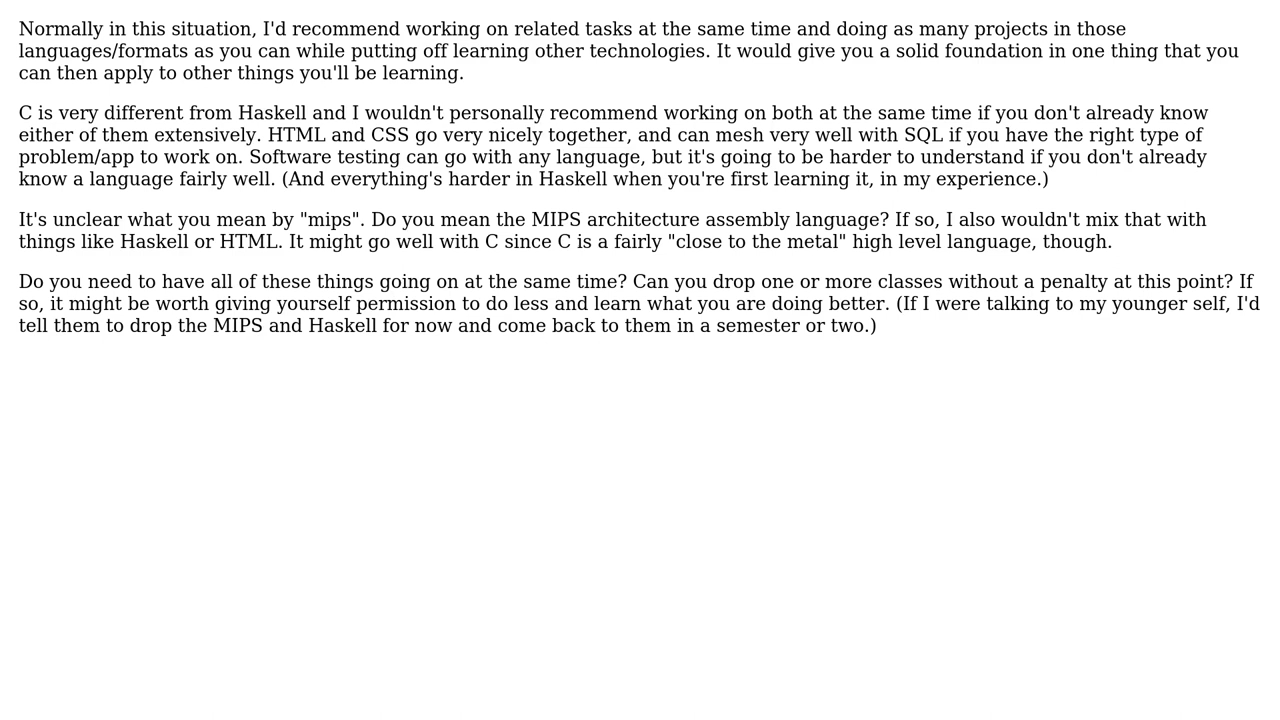 Normally in this situation, I'd recommend working on related tasks at the same time and doing as many projects in those
languages/formats as you can while putting off learning other technologies. It would give you a solid foundation in one thing that you
can then apply to other things you'll be learning.
C is very different from Haskell and I wouldn't personally recommend working on both at the same time if you don't already know
either of them extensively. HTML and CSS go very nicely together, and can mesh very well with SQL if you have the right type of
problem/app to work on. Software testing can go with any language, but it's going to be harder to understand if you don't already
know a language fairly well. (And everything's harder in Haskell when you're first learning it, in my experience.)
It's unclear what you mean by "mips". Do you mean the MIPS architecture assembly language? If so, I also wouldn't mix that with
things like Haskell or HTML. It might go well with C since C is a fairly "close to the metal" high level language, though.
Do you need to have all of these things going on at the same time? Can you drop one or more classes without a penalty at this point? If
so, it might be worth giving yourself permission to do less and learn what you are doing better. (If I were talking to my younger self, I'd
tell them to drop the MIPS and Haskell for now and come back to them in a semester or two.)